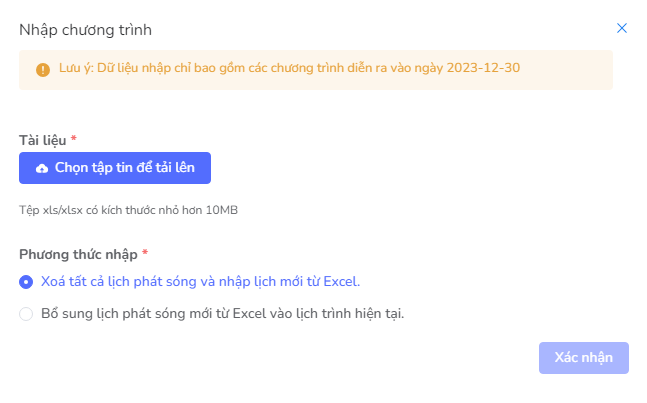 Nhập chương trình
Lưu ý: Dữ liệu nhập chỉ bao gồm các chương trình diễn ra vào ngày 2023-12-30
Tài liệu *
Chọn tập tin để tải lên
Tệp xls/xlsx có kích thước nhỏ hơn 10MB
Phương thức nhập *
Xoá tất cả lịch phát sóng và nhập lịch mới từ Excel.
Bổ sung lịch phát sóng mới từ Excel vào lịch trình hiện tại.
Xác nhận